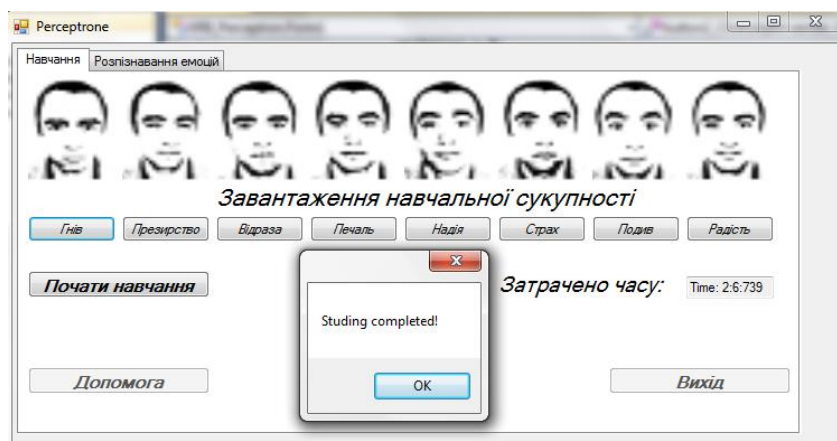 Perceptrone
Навчання Розпізнавання емоцій
Завантаження навчальної сукупності
Гнів Презирство Відраза Печаль Надія Страх Подив Радість
Почати навчання Затрачено часу: Time: 2:6:739
Studing completed!
OK
Допомога Вихід